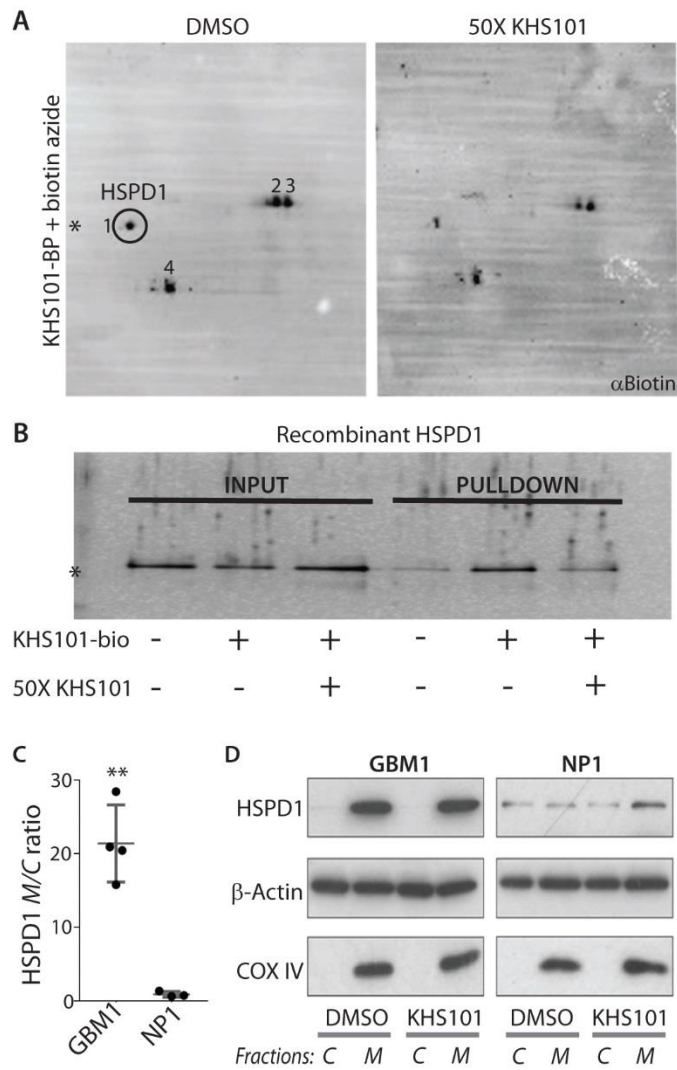 A
DMSO 50X KHS101
KHS101-BP + biotin azide
HSPD1
* 1
2 3
4
αBiotin
B
Recombinant HSPD1
INPUT PULLDOWN
*
KHS101-bio - + + - + +
50X KHS101 - - + - - +
C
**
HSPD1 M/C ratio
30
20
10
0
GBM1 NP1
D
GBM1 NP1
HSPD1
β-Actin
COX IV
DMSO KHS101 DMSO KHS101
Fractions: C M C M C M C M